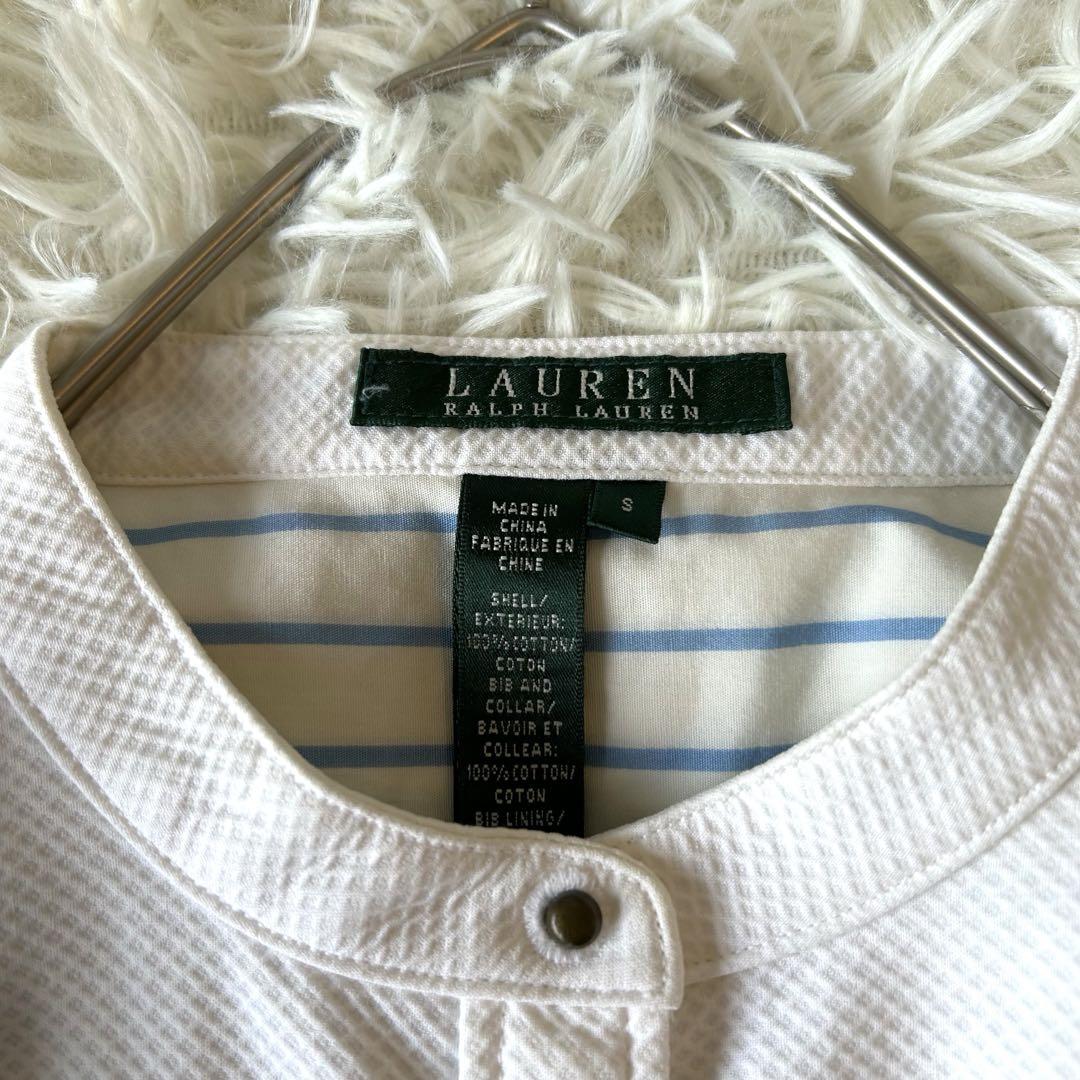 LAUREN
RALPH LAUREN
S
MADE IN
CHINA
FABRIQUE EN
CHINE
SHELL/
EXTERIEUR:
100% COTTON/
COTON
BIB AND
COLLAR/
BAVOIR ET
COLLEAR:
100% COTTON/
COTON
BIB LINING/